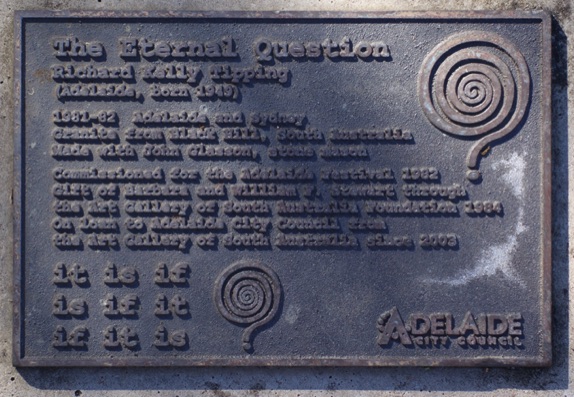 The Eternal Question
Richard Kelly Tipping
(Adelaide, born 1949)
1981-82 Adelaide and Sydney
Granite from Black Hill, South Australia
Made with John Glasson, stone mason
Commissioned for the Adelaide Festival 1982
Gift of Barbara and William V. Stewart through
the Art Gallery of South Australia Foundation 1984
on loan to Adelaide City Council from
the Art Gallery of South Australia since 2003
it is if
is if it
if it is
ADELAIDE
CITY COUNCIL